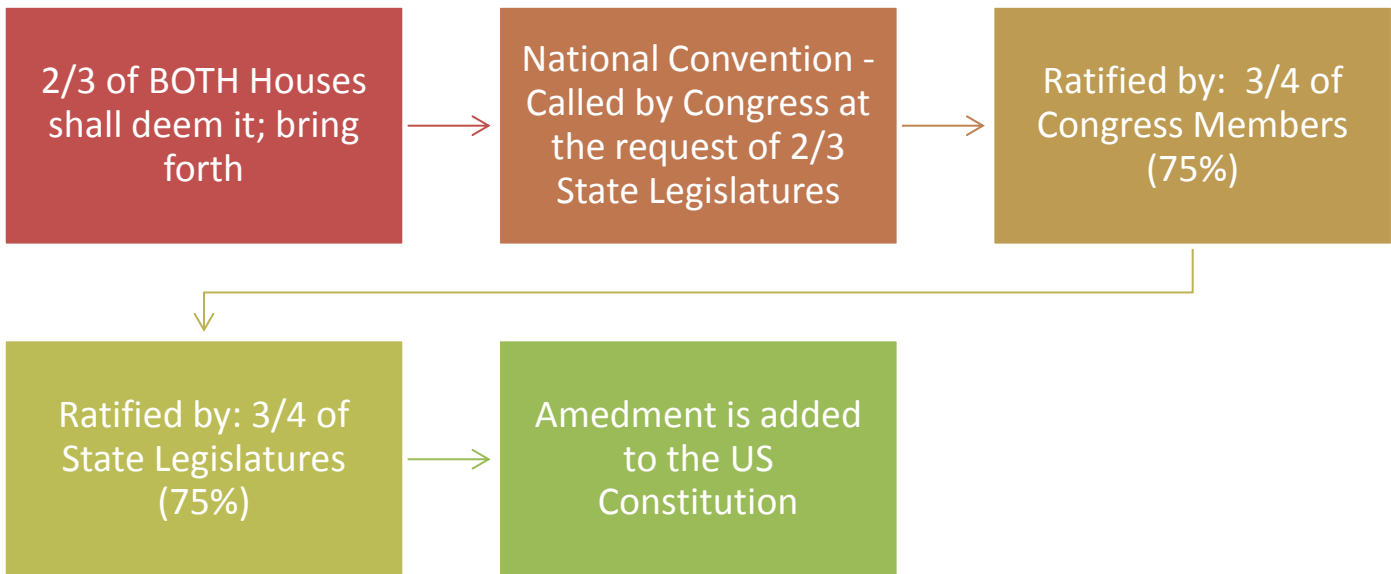 2/3 of BOTH Houses
shall deem it; bring
forth
National Convention -
Called by Congress at
the request of 2/3
State Legislatures
Ratified by:  3/4 of
Congress Members
(75%)
Ratified by: 3/4 of
State Legislatures
(75%)
Amedment is added
to the US
Constitution